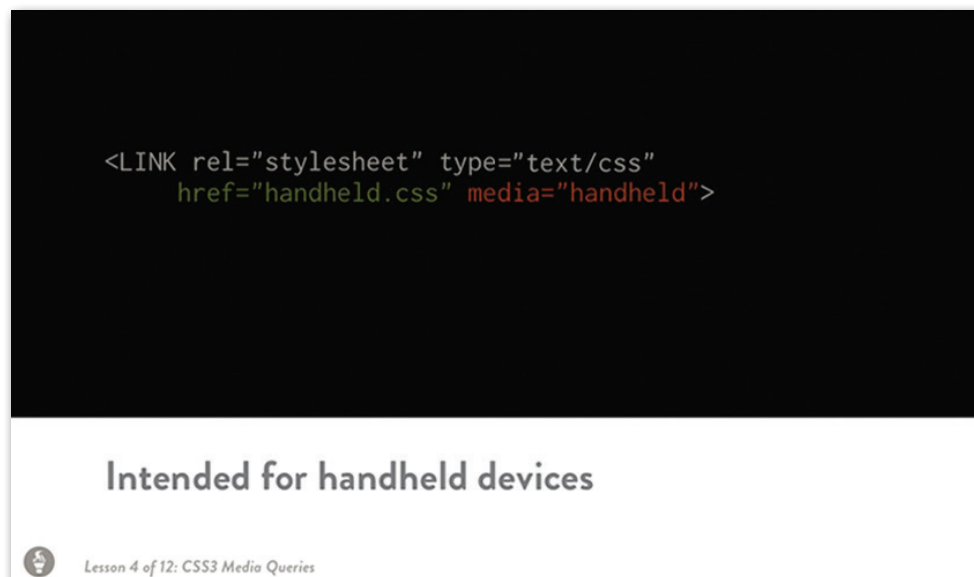 <LINK rel="stylesheet" type="text/css"
href="handheld.css" media="handheld">
Intended for handheld devices
Lesson 4 of 12: CSS3 Media Queries